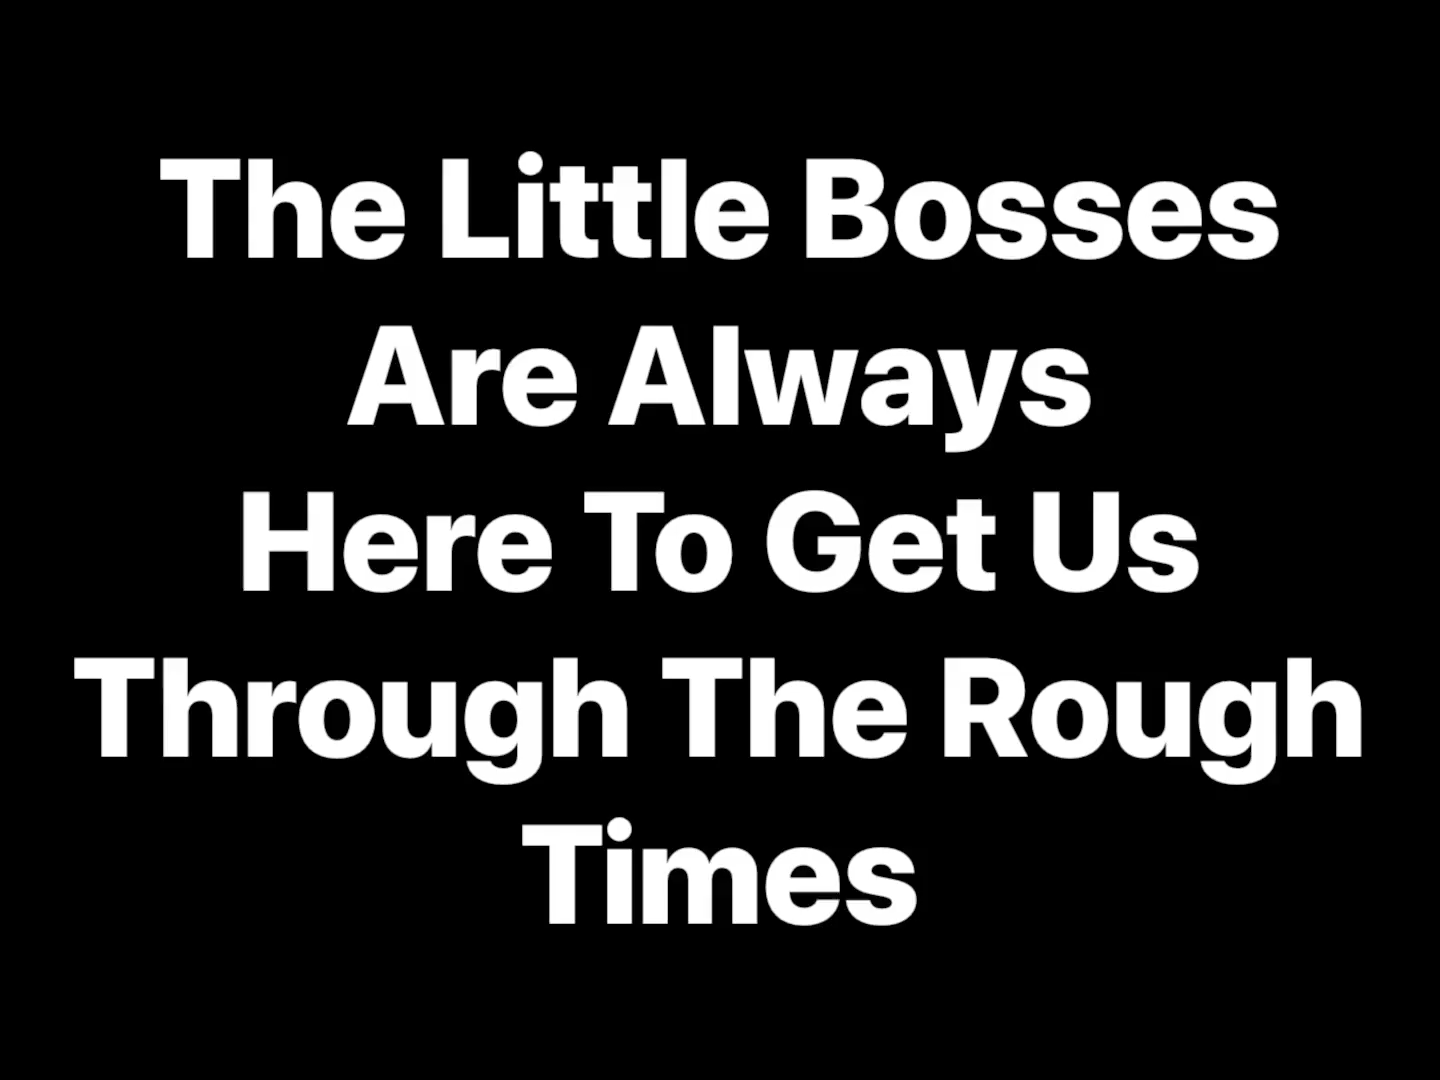 The Little Bosses
Are Always
Here To Get Us
Through The Rough
Times